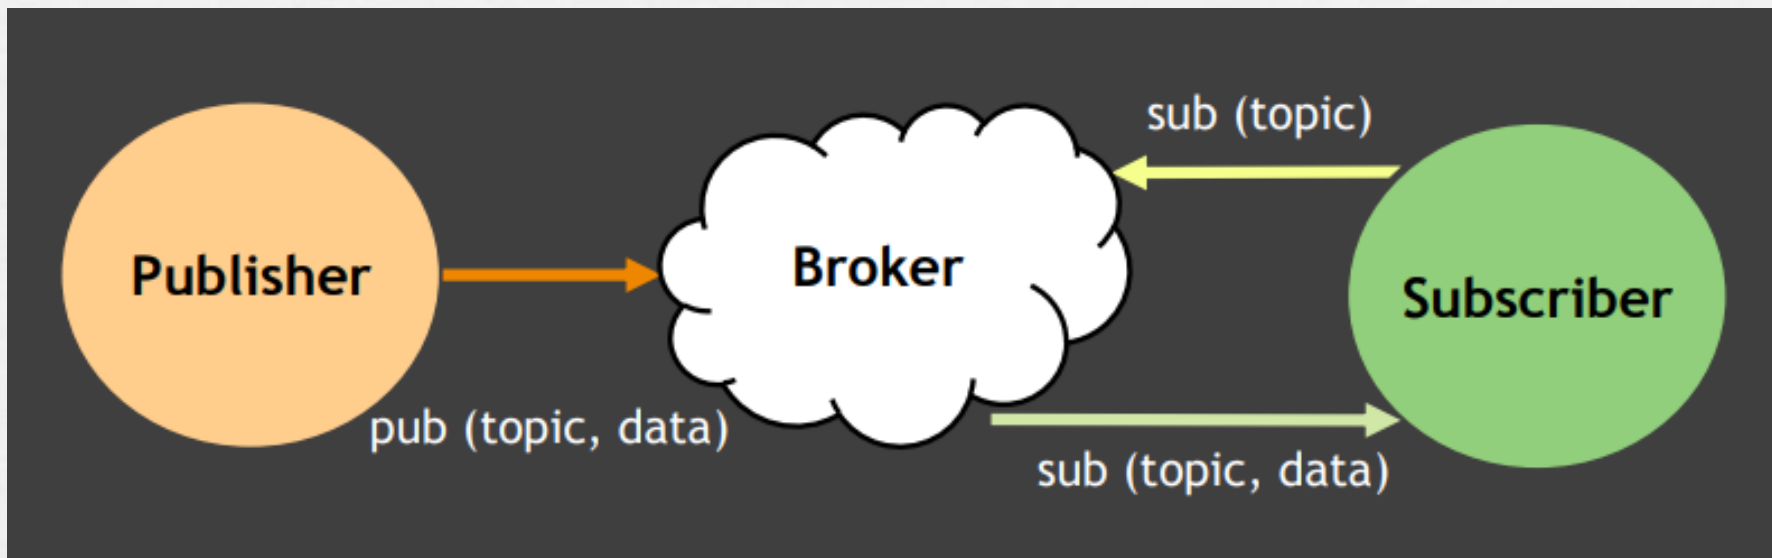 sub (topic)
Publisher
Broker
Subscriber
pub (topic, data)
sub (topic, data)